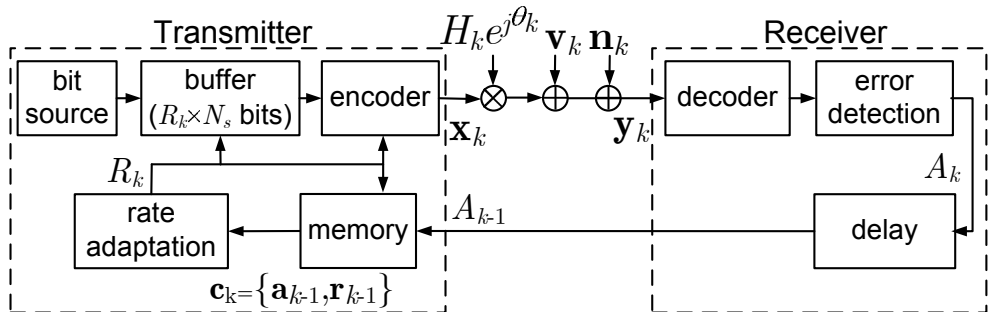 Transmitter
Receiver
H_k e^{jθ_k} v_k n_k
bit source
buffer (R_k×N_s bits)
encoder
x_k
y_k
decoder
error detection
R_k
A_k
rate adaptation
memory
A_{k-1}
delay
c_k={a_{k-1},r_{k-1}}